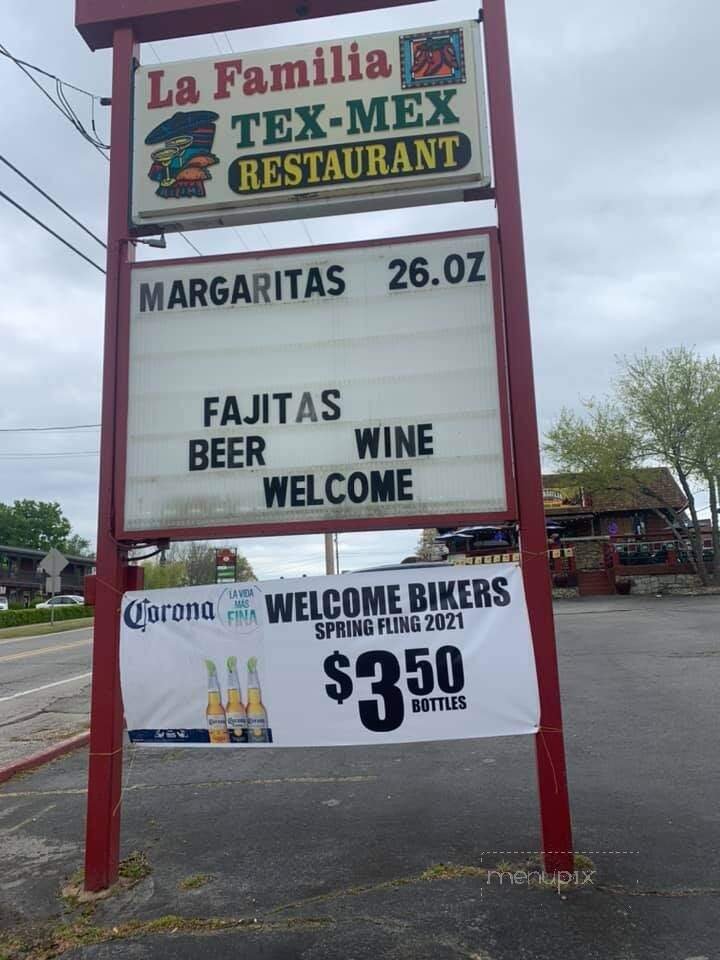 La Familia
TEX-MEX
RESTAURANT
MARGARITAS 26.OZ
FAJITAS
BEER WINE
WELCOME
Corona LA VIDA MÁS FINA WELCOME BIKERS
SPRING FLING 2021
$3.50
BOTTLES
menupix